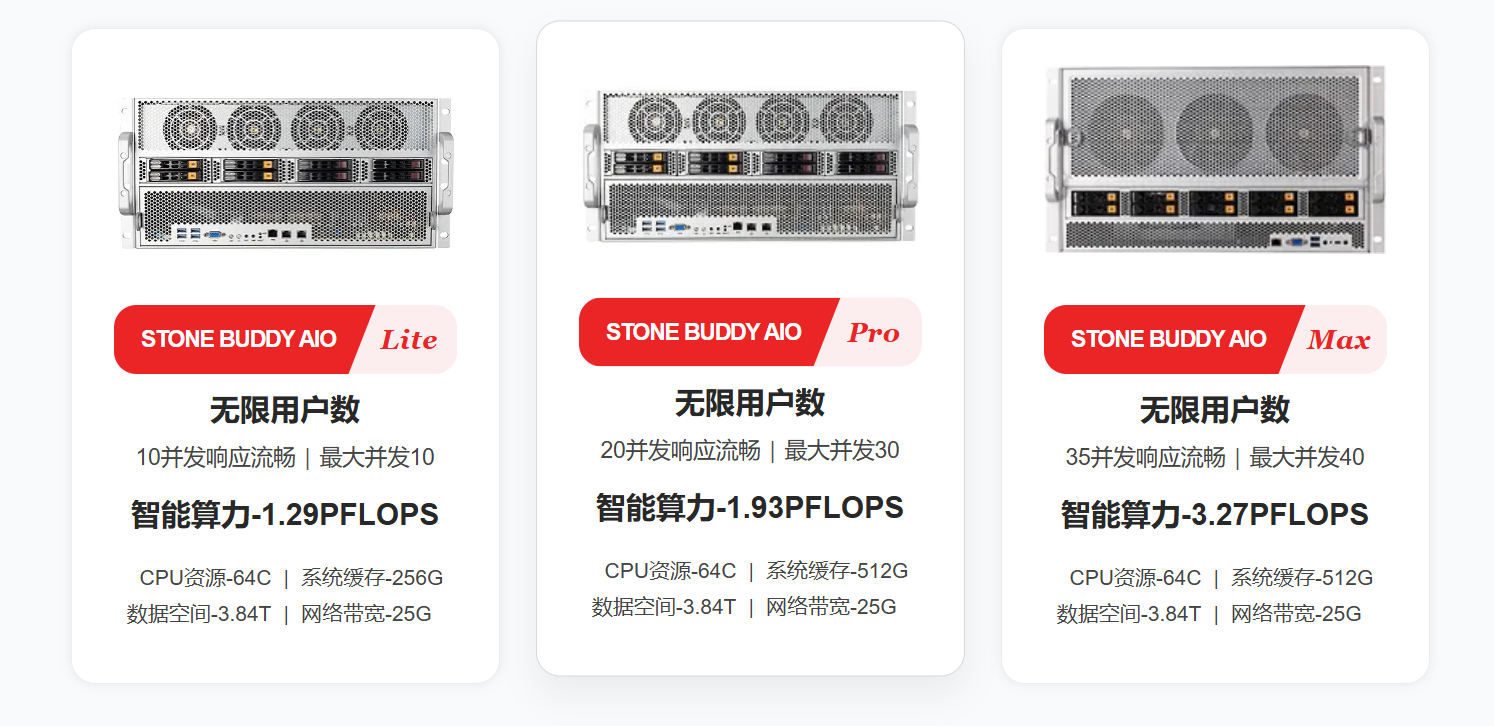 STONE BUDDY AIO Lite
无限用户数
10并发响应流畅 | 最大并发10
智能算力-1.29PFLOPS
CPU资源-64C | 系统缓存-256G
数据空间-3.84T | 网络带宽-25G
STONE BUDDY AIO Pro
无限用户数
20并发响应流畅 | 最大并发30
智能算力-1.93PFLOPS
CPU资源-64C | 系统缓存-512G
数据空间-3.84T | 网络带宽-25G
STONE BUDDY AIO Max
无限用户数
35并发响应流畅 | 最大并发40
智能算力-3.27PFLOPS
CPU资源-64C | 系统缓存-512G
数据空间-3.84T | 网络带宽-25G